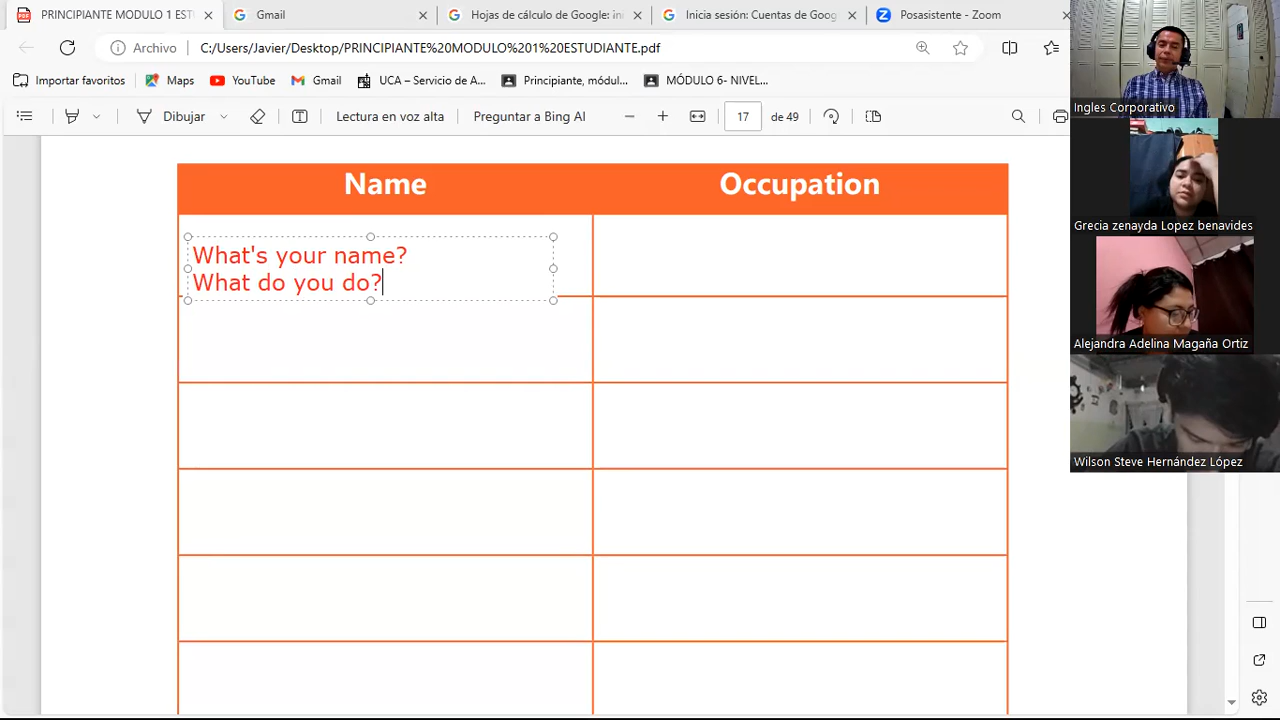 PRINCIPIANTE MODULO 1 EST
Gmail
Hojas de cálculo de Google: in
Inicia sesión: Cuentas de Goog
Posasistente - Zoom
Archivo
C:/Users/Javier/Desktop/PRINCIPIANTE%20MODULO%201%20ESTUDIANTE.pdf
Importar favoritos
Maps
YouTube
Gmail
UCA – Servicio de A...
Principiante, módul...
MÓDULO 6- NIVEL...
Dibujar
Lectura en voz alta
Preguntar a Bing AI
17
de 49
Name
Occupation
What's your name?
What do you do?
Ingles Corporativo
Grecia zenayda Lopez benavides
Alejandra Adelina Magaña Ortiz
Wilson Steve Hernández López